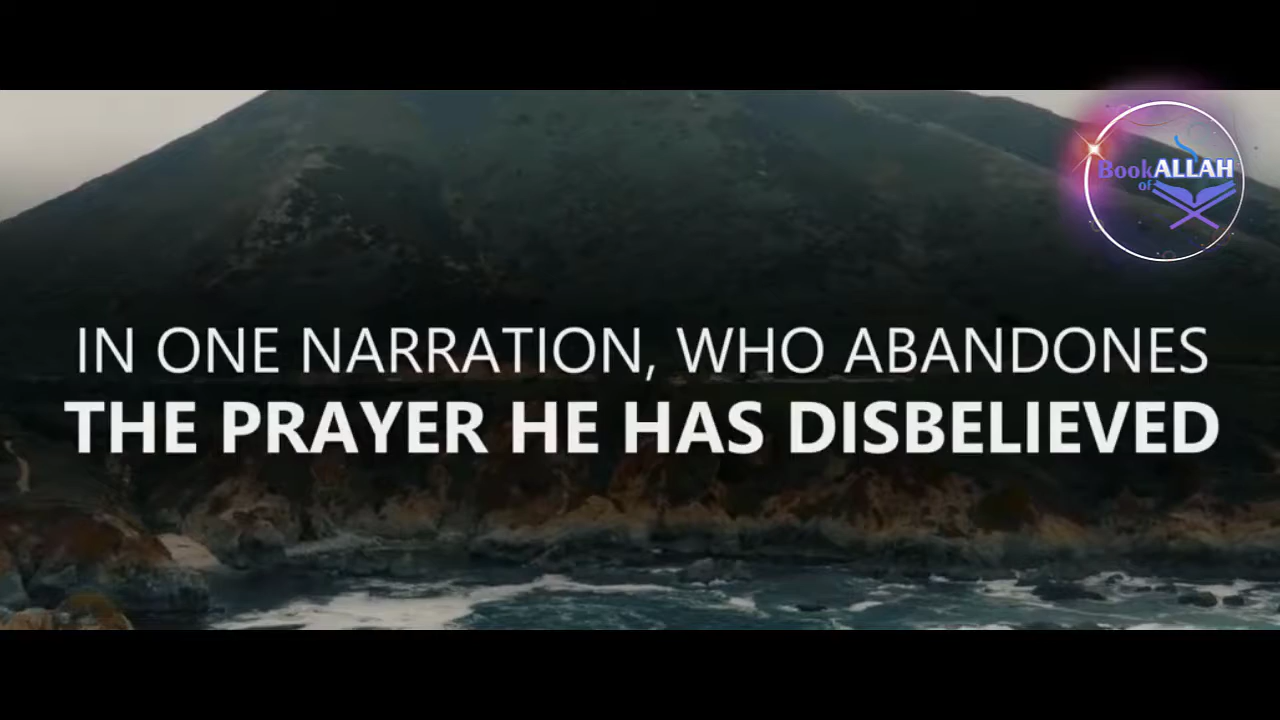 BookALLAH
of
IN ONE NARRATION, WHO ABANDONES
THE PRAYER HE HAS DISBELIEVED